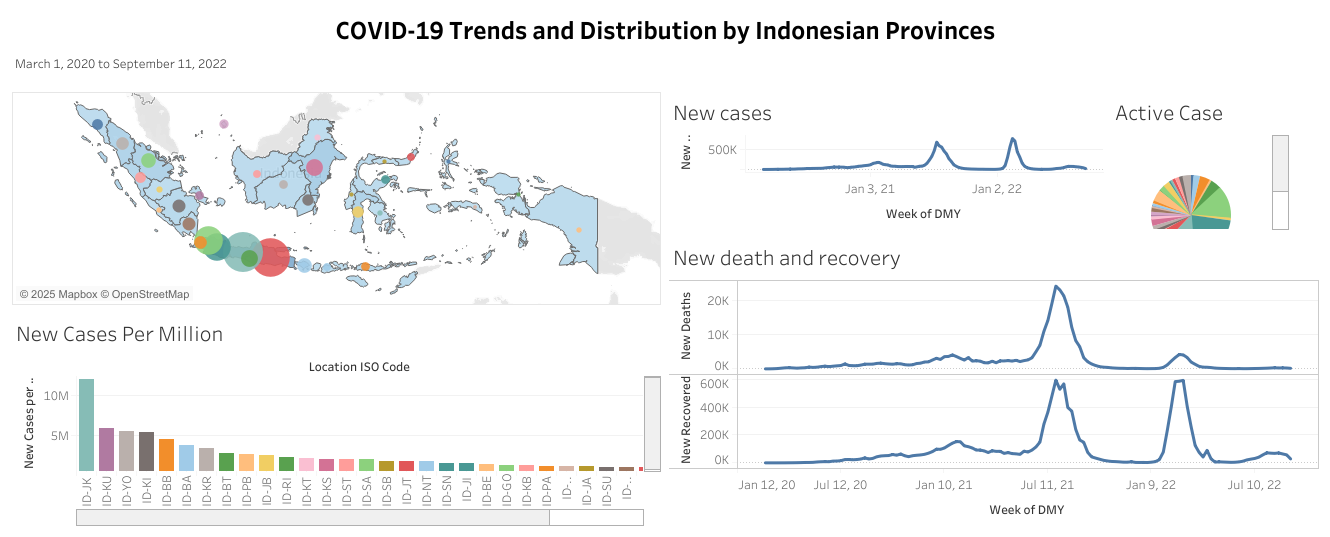 COVID-19 Trends and Distribution by Indonesian Provinces
March 1, 2020 to September 11, 2022
© 2025 Mapbox © OpenStreetMap
New Cases Per Million
Location ISO Code
New Cases per ..
10M
5M
ID-JK ID-KU ID-YO ID-KI ID-BB ID-BA ID-KR ID-BT ID-PB ID-JB ID-RI ID-KT ID-KS ID-ST ID-SA ID-SB ID-JT ID-NT ID-SN ID-JI ID-BE ID-GO ID-KB ID-PA ID-.. ID-JA ID-SU ID-..
New cases
New ..
500K
Jan 3, 21 Jan 2, 22
Week of DMY
Active Case
New death and recovery
New Deaths
20K
10K
0K
New Recovered
600K
400K
200K
0K
Jan 12, 20 Jul 12, 20 Jan 10, 21 Jul 11, 21 Jan 9, 22 Jul 10, 22
Week of DMY